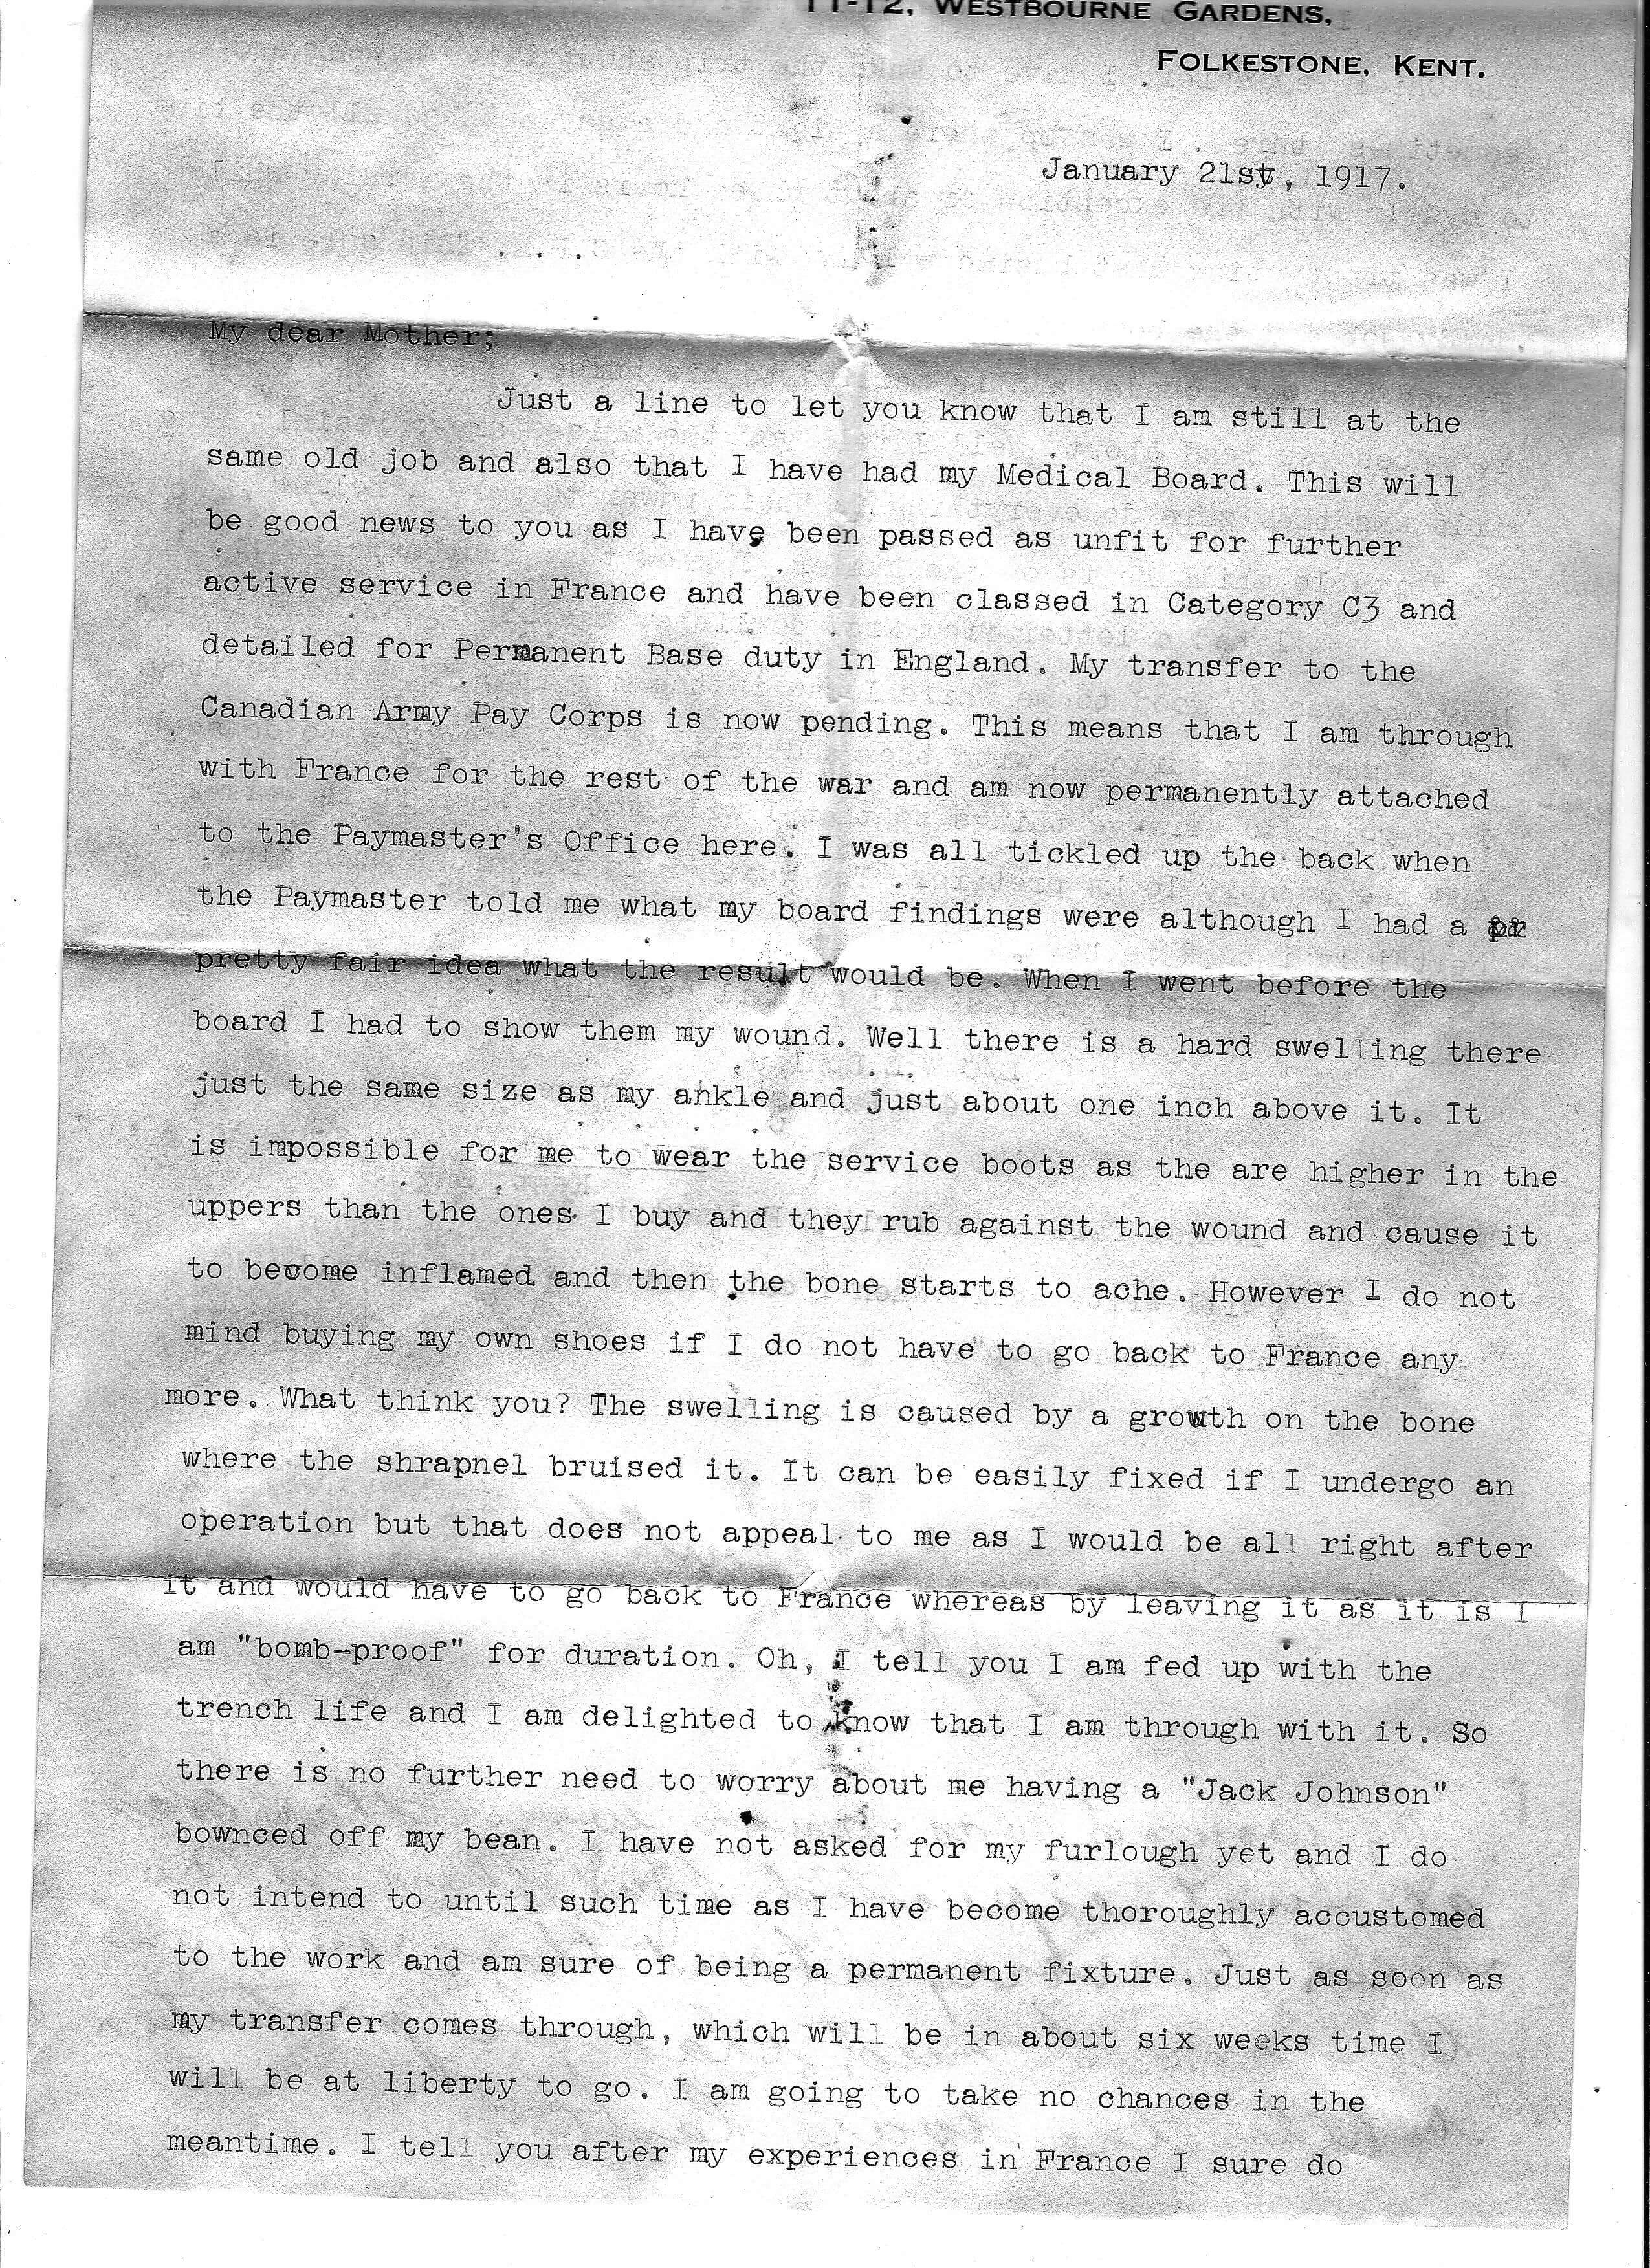 11-12, WESTBOURNE GARDENS,
FOLKESTONE, KENT.
January 21st, 1917.
My dear Mother;
Just a line to let you know that I am still at the
same old job and also that I have had my Medical Board. This will
be good news to you as I have been passed as unfit for further
active service in France and have been classed in Category C3 and
detailed for Permanent Base duty in England. My transfer to the
Canadian Army Pay Corps is now pending. This means that I am through
with France for the rest of the war and am now permanently attached
to the Paymaster's Office here. I was all tickled up the back when
the Paymaster told me what my board findings were although I had a pr
pretty fair idea what the result would be. When I went before the
board I had to show them my wound. Well there is a hard swelling there
just the same size as my ankle and just about one inch above it. It
is impossible for me to wear the service boots as the are higher in the
uppers than the ones I buy and they rub against the wound and cause it
to become inflamed and then the bone starts to ache. However I do not
mind buying my own shoes if I do not have to go back to France any
more. What think you? The swelling is caused by a growth on the bone
where the shrapnel bruised it. It can be easily fixed if I undergo an
operation but that does not appeal to me as I would be all right after
it and would have to go back to France whereas by leaving it as it is I
am "bomb-proof" for duration. Oh, I tell you I am fed up with the
trench life and I am delighted to know that I am through with it. So
there is no further need to worry about me having a "Jack Johnson"
bownced off my bean. I have not asked for my furlough yet and I do
not intend to until such time as I have become thoroughly accustomed
to the work and am sure of being a permanent fixture. Just as soon as
my transfer comes through, which will be in about six weeks time I
will be at liberty to go. I am going to take no chances in the
meantime. I tell you after my experiences in France I sure do